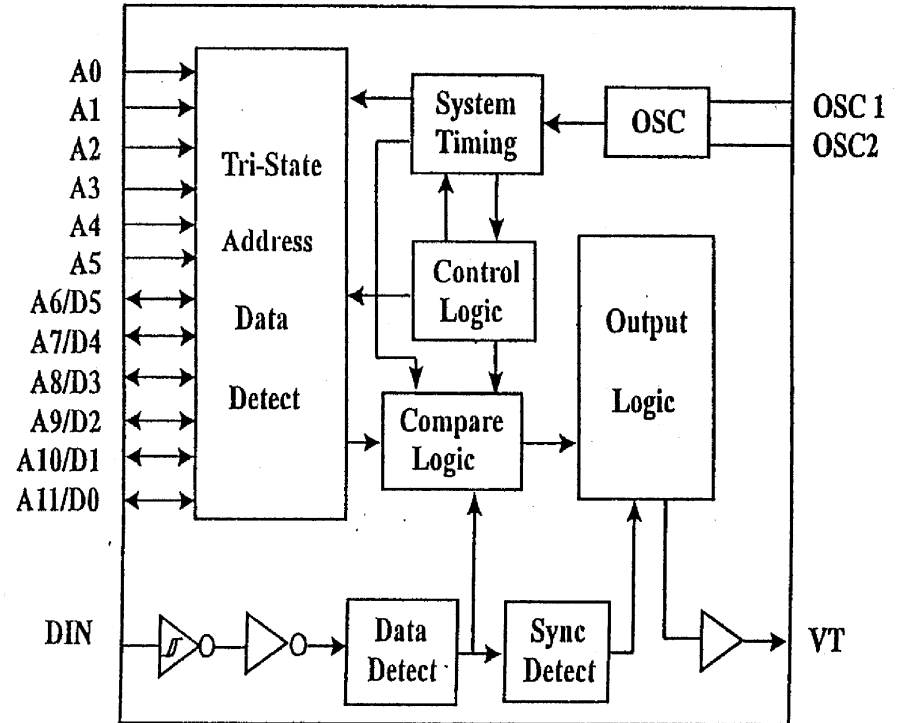 A0
A1
A2
A3
A4
A5
A6/D5
A7/D4
A8/D3
A9/D2
A10/D1
A11/D0
DIN
Tri-State
Address
Data
Detect
System
Timing
Control
Logic
Compare
Logic
Data
Detect
Sync
Detect
OSC
Output
Logic
OSC 1
OSC2
VT